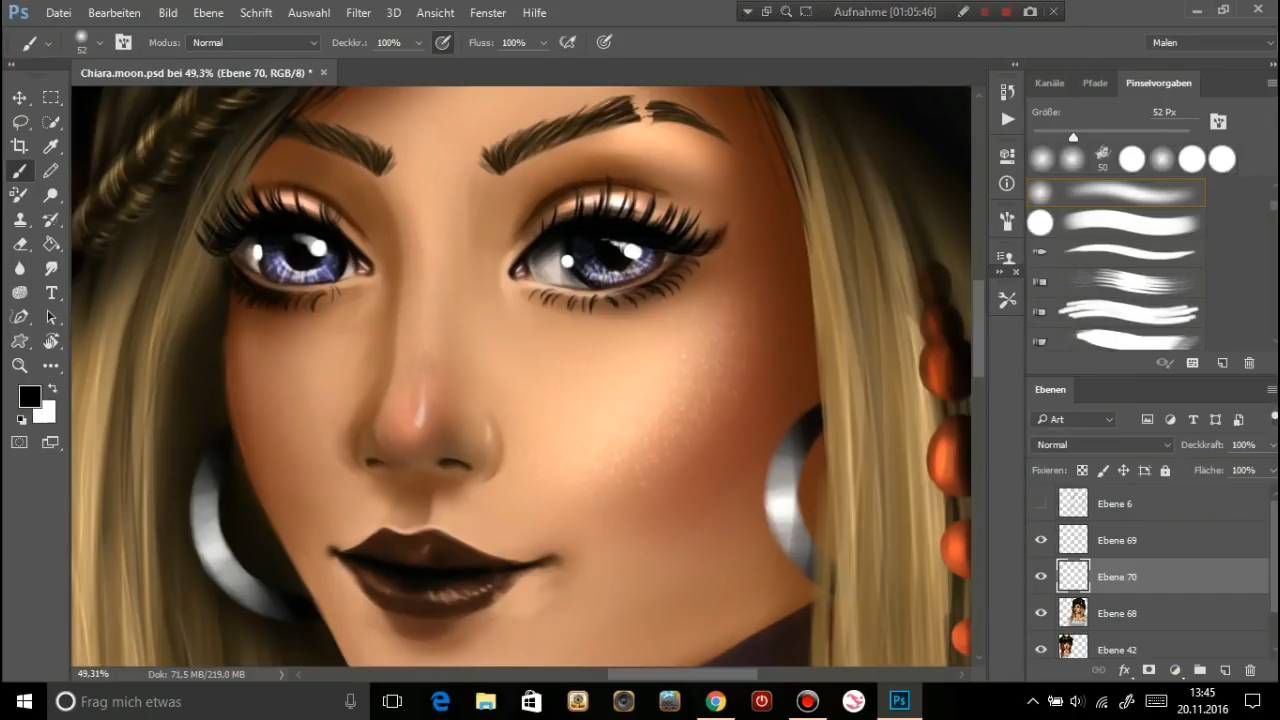 Ps Datei Bearbeiten Bild Ebene Schrift Auswahl Filter 3D Ansicht Fenster Hilfe
Aufnahme [01:05:46]
52 Modus: Normal Deckkr.: 100% Fluss: 100% Malen
Chiara.moon.psd bei 49,3% (Ebene 70, RGB/8) * ×
Kanäle Pfade Pinselvorgaben
Größe: 52 Px
50
Ebenen
Art
Normal Deckkraft: 100%
Fixieren: Fläche: 100%
Ebene 6
Ebene 69
Ebene 70
Ebene 68
Ebene 42
49,31% Dok: 71,5 MB/219,0 MB
fx
Frag mich etwas
Ps
13:45
20.11.2016